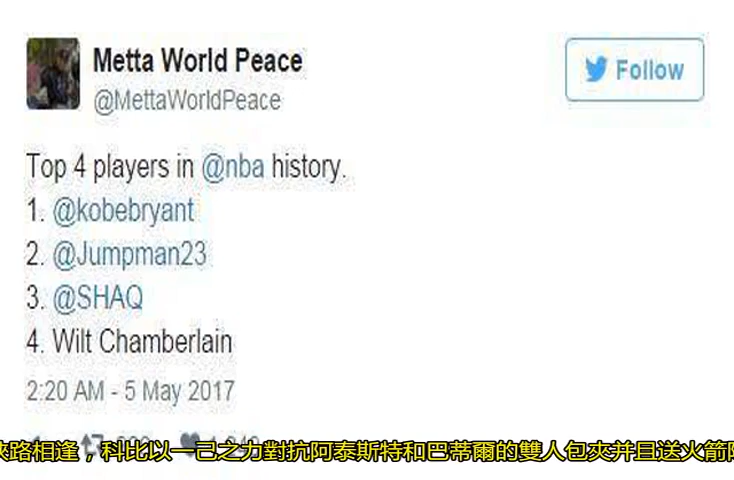 Metta World Peace
@MettaWorldPeace
Follow
Top 4 players in @nba history.
1. @kobebryant
2. @Jumpman23
3. @SHAQ
4. Wilt Chamberlain
2:20 AM - 5 May 2017
路相逢，科比以一己之力對抗阿泰斯特和巴蒂爾的雙人包夾并且送火箭